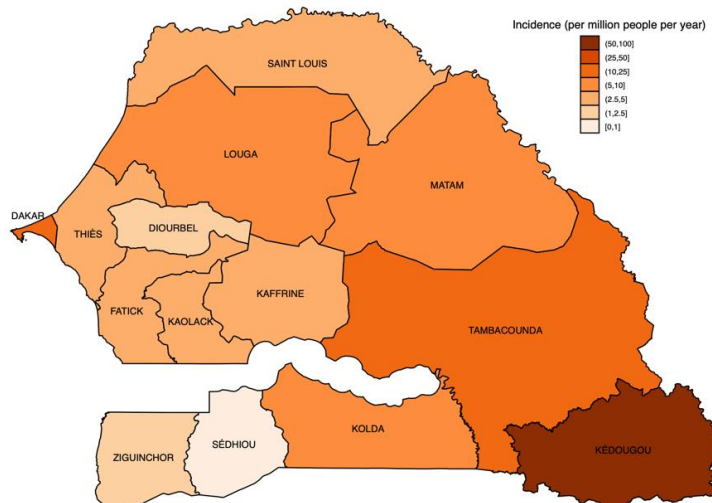 Incidence (per million people per year)
(50,100]
(25,50]
(10,25]
(5,10]
(2.5,5]
(1,2.5]
[0,1]
SAINT LOUIS
LOUGA
MATAM
DAKAR
THIÈS
DIOURBEL
FATICK
KAOLACK
KAFFRINE
TAMBACOUNDA
ZIGUINCHOR
SÉDHIOU
KOLDA
KÉDOUGOU